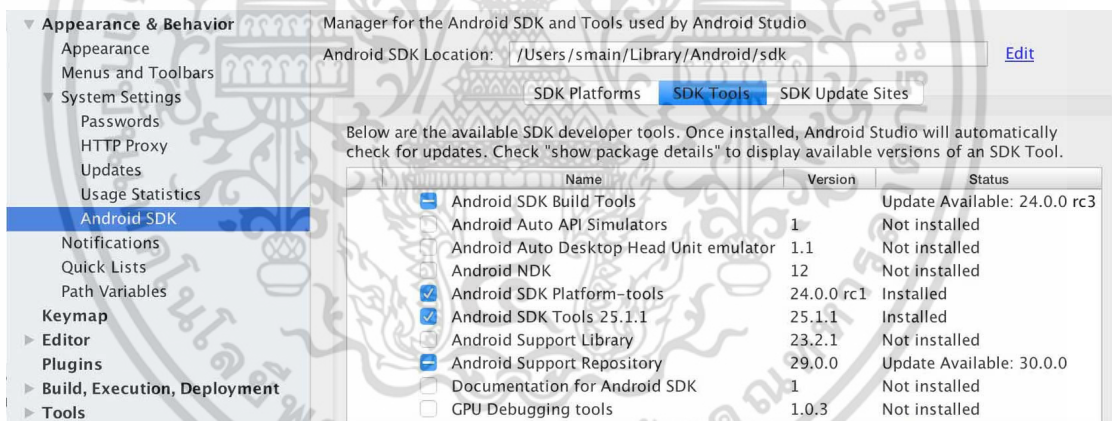 Appearance & Behavior
Appearance
Menus and Toolbars
System Settings
Passwords
HTTP Proxy
Updates
Usage Statistics
Android SDK
Notifications
Quick Lists
Path Variables
Keymap
Editor
Plugins
Build, Execution, Deployment
Tools
Manager for the Android SDK and Tools used by Android Studio
Android SDK Location: /Users/smain/Library/Android/sdk Edit
SDK Platforms SDK Tools SDK Update Sites
Below are the available SDK developer tools. Once installed, Android Studio will automatically
check for updates. Check "show package details" to display available versions of an SDK Tool.
Name Version Status
Android SDK Build Tools Update Available: 24.0.0 rc3
Android Auto API Simulators 1 Not installed
Android Auto Desktop Head Unit emulator 1.1 Not installed
Android NDK 12 Not installed
Android SDK Platform-tools 24.0.0 rc1 Installed
Android SDK Tools 25.1.1 25.1.1 Installed
Android Support Library 23.2.1 Not installed
Android Support Repository 29.0.0 Update Available: 30.0.0
Documentation for Android SDK 1 Not installed
GPU Debugging tools 1.0.3 Not installed